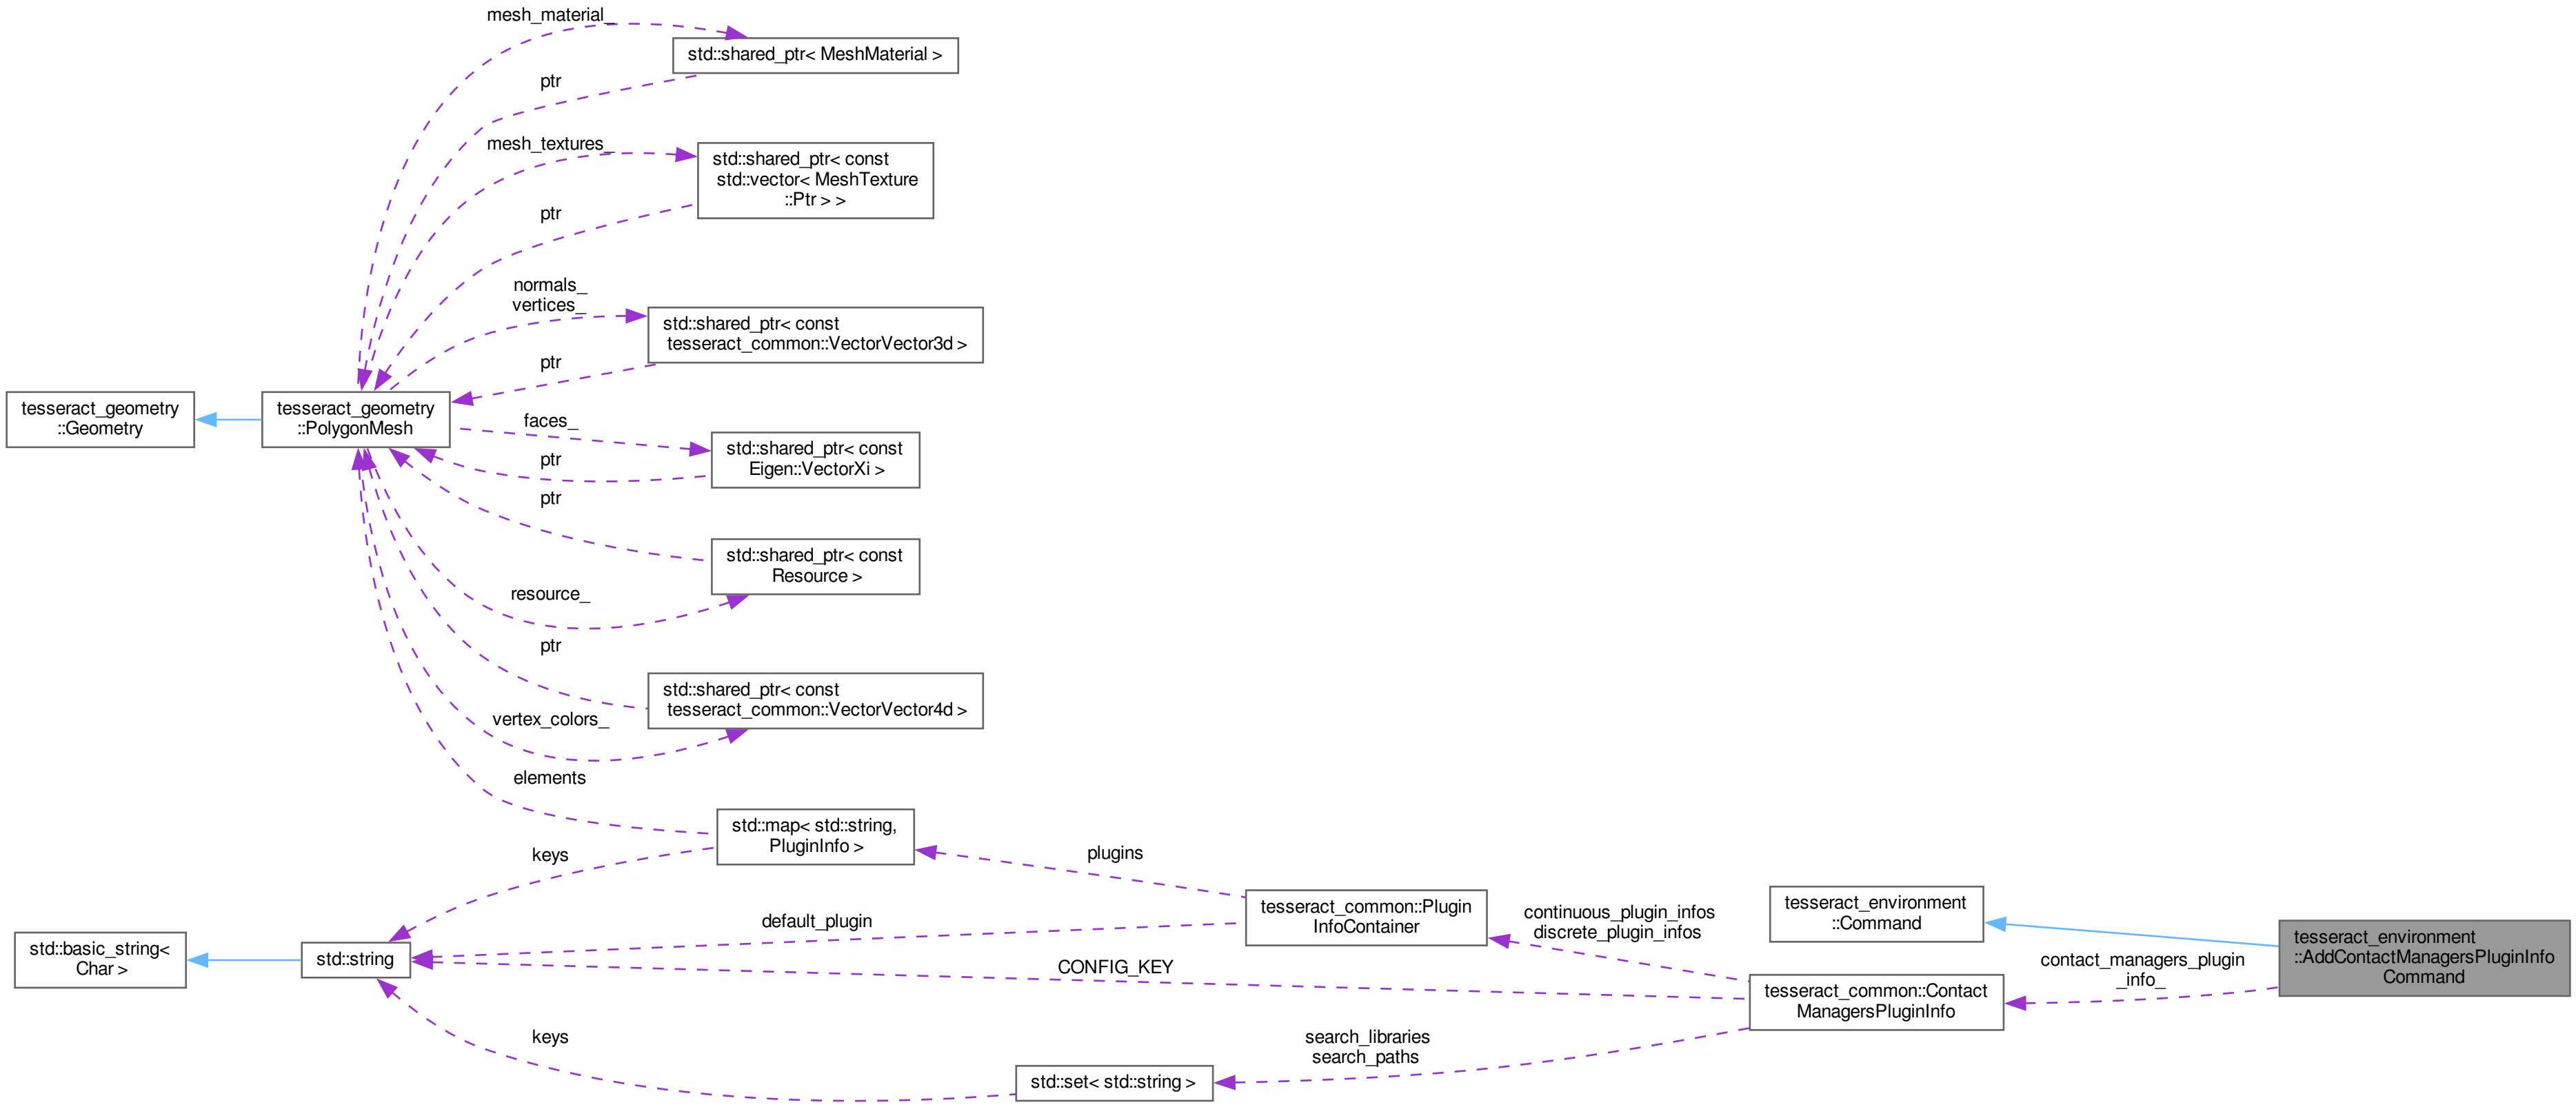 mesh_material_
std::shared_ptr< MeshMaterial >
ptr
mesh_textures_
std::shared_ptr< const
std::vector< MeshTexture
::Ptr > >
ptr
normals_
vertices_
std::shared_ptr< const
tesseract_common::VectorVector3d >
ptr
tesseract_geometry
::Geometry
tesseract_geometry
::PolygonMesh
faces_
std::shared_ptr< const
Eigen::VectorXi >
ptr
ptr
std::shared_ptr< const
Resource >
resource_
ptr
std::shared_ptr< const
tesseract_common::VectorVector4d >
vertex_colors_
elements
std::map< std::string,
PluginInfo >
keys
plugins
default_plugin
tesseract_common::Plugin
InfoContainer
continuous_plugin_infos
discrete_plugin_infos
tesseract_environment
::Command
std::basic_string<
Char >
std::string
CONFIG_KEY
tesseract_common::Contact
ManagersPluginInfo
contact_managers_plugin
_info_
tesseract_environment
::AddContactManagersPluginInfo
Command
keys
search_libraries
search_paths
std::set< std::string >